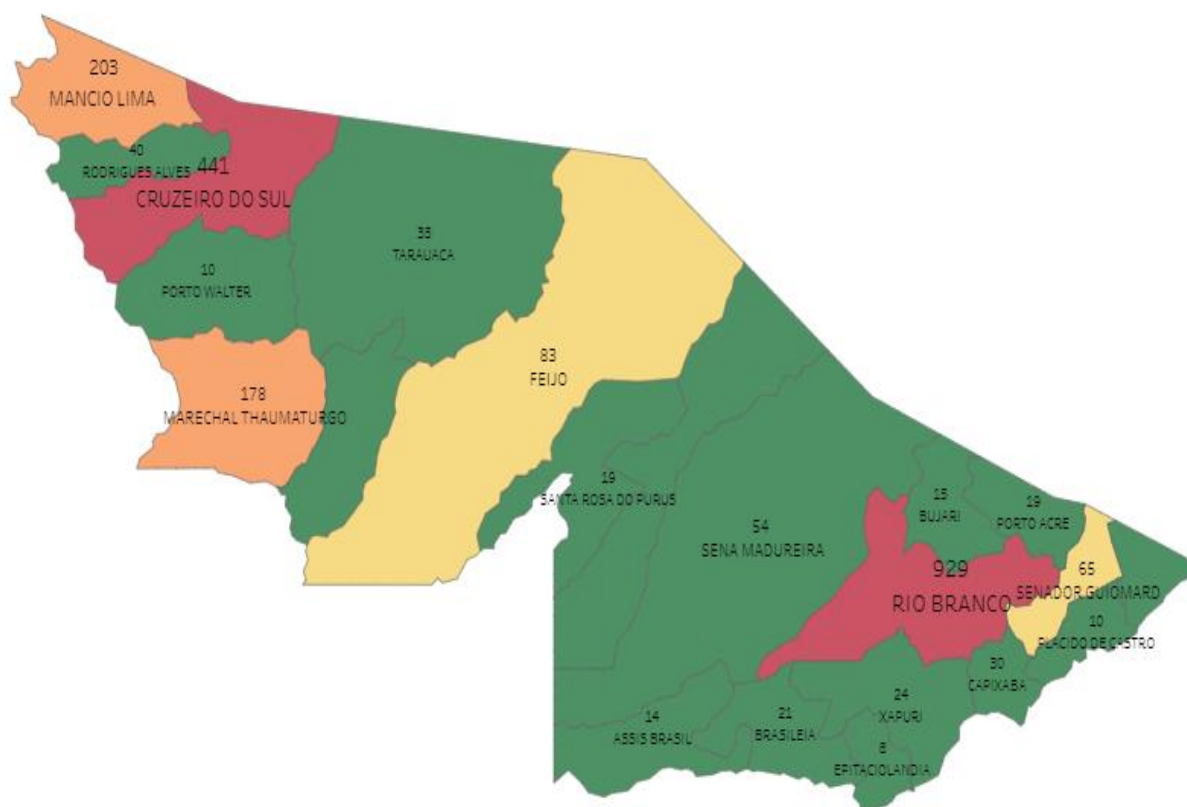 203
MANCIO LIMA
40
RODRIGUES ALVES
441
CRUZEIRO DO SUL
10
PORTO WALTER
TARAUACA
178
MARECHAL THAUMATURGO
83
FEIJO
19
SANTA ROSA DO PURUS
54
SENA MADUREIRA
15
BUJARI
19
PORTO ACRE
929
RIO BRANCO
65
SENADOR GUIOMARD
10
PLACIDO DE CASTRO
30
CAPIXABA
24
XAPURI
14
ASSIS BRASIL
21
BRASILEIA
8
EPITACIOLANDIA